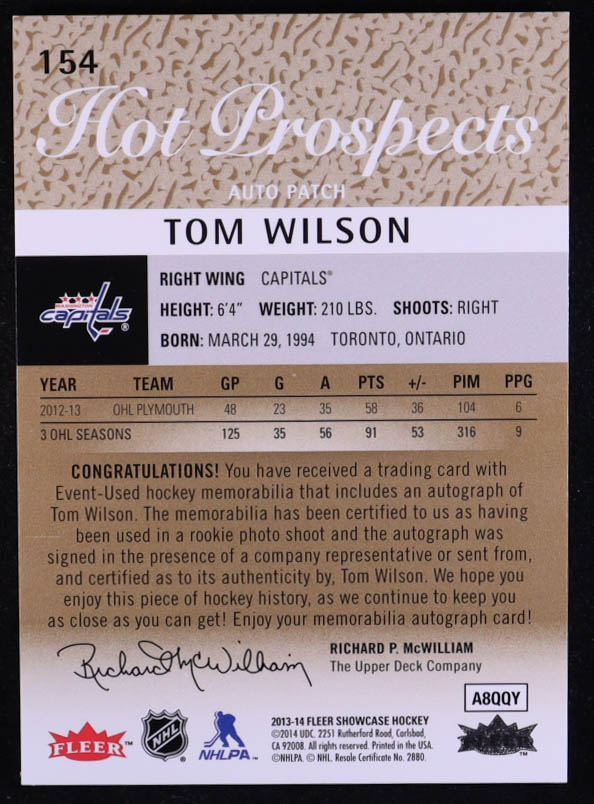 154
Hot Prospects
AUTO PATCH
TOM WILSON
WASHINGTON
capitals®
RIGHT WING CAPITALS®
HEIGHT: 6'4" WEIGHT: 210 LBS. SHOOTS: RIGHT
BORN: MARCH 29, 1994 TORONTO, ONTARIO
YEAR TEAM GP G A PTS +/- PIM PPG
2012-13 OHL PLYMOUTH 48 23 35 58 36 104 6
3 OHL SEASONS 125 35 56 91 53 316 9
CONGRATULATIONS! You have received a trading card with
Event-Used hockey memorabilia that includes an autograph of
Tom Wilson. The memorabilia has been certified to us as having
been used in a rookie photo shoot and the autograph was
signed in the presence of a company representative or sent from,
and certified as to its authenticity by, Tom Wilson. We hope you
enjoy this piece of hockey history, as we continue to keep you
as close as you can get! Enjoy your memorabilia autograph card!
Richard P. McWilliam
RICHARD P. McWILLIAM
The Upper Deck Company
A8QQY
FLEER™
NHL
NHLPA™
2013-14 FLEER SHOWCASE HOCKEY
©2014 UDC. 2251 Rutherford Road, Carlsbad,
CA 92008. All rights reserved. Printed in the USA.
©NHLPA. © NHL. Resale Certificate No. 2880.